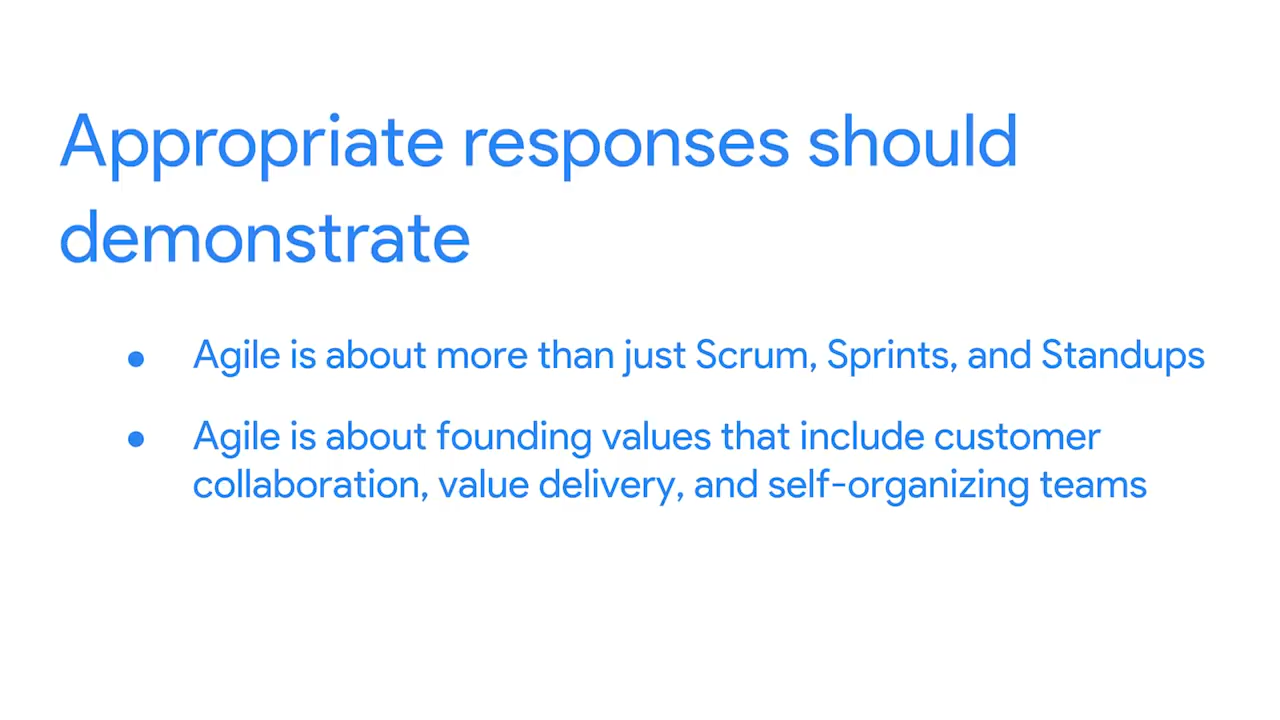 Appropriate responses should
demonstrate
● Agile is about more than just Scrum, Sprints, and Standups
● Agile is about founding values that include customer
collaboration, value delivery, and self-organizing teams